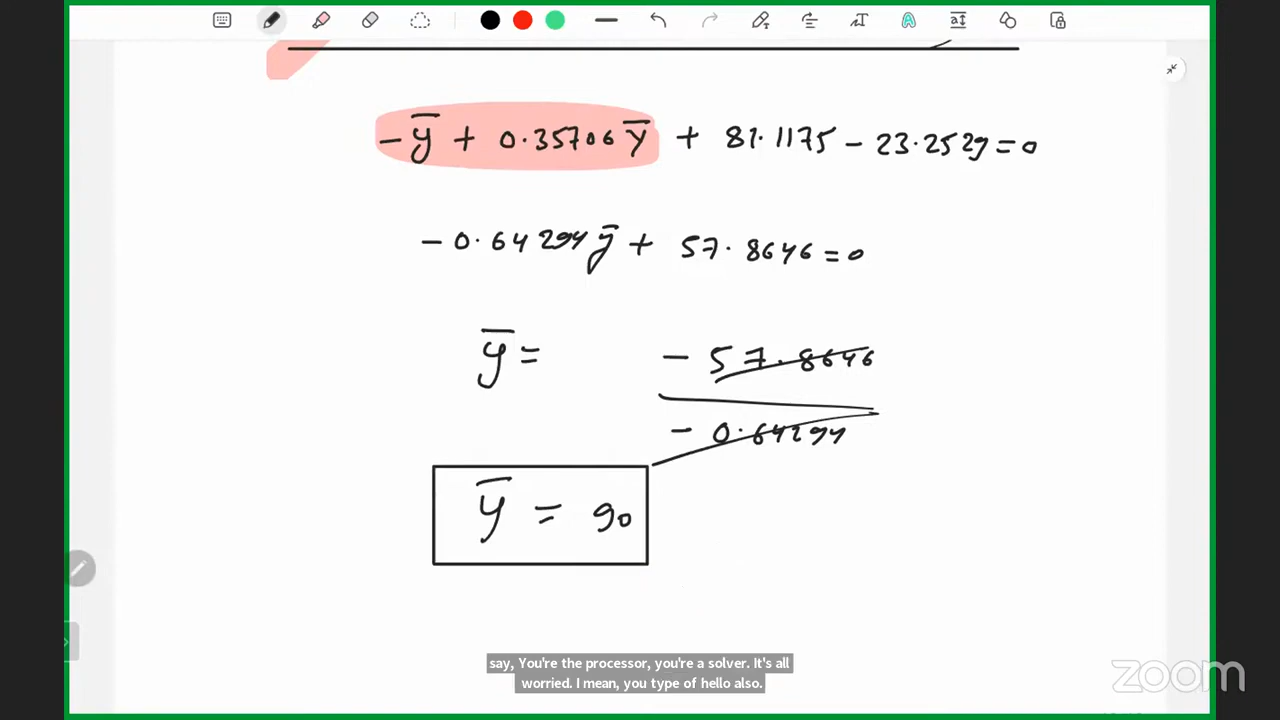 -ȳ + 0.35706ȳ + 81.1175 - 23.2529 = 0
-0.64294ȳ + 57.8646 = 0
ȳ = -57.8646
-0.64294
ȳ = 90
say, You're the processor, you're a solver. It's all
worried. I mean, you type of hello also.
zoom